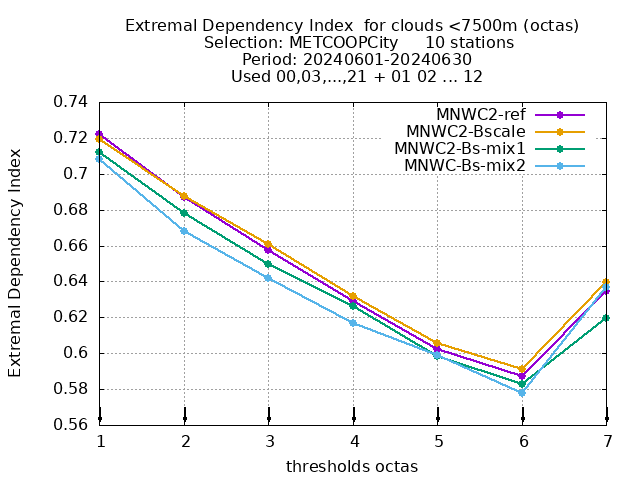 Extremal Dependency Index  for clouds <7500m (octas)
Selection: METCOOPCity     10 stations
Period: 20240601-20240630
Used 00,03,...,21 + 01 02 ... 12
MNWC2-ref
MNWC2-Bscale
MNWC2-Bs-mix1
MNWC-Bs-mix2
Extremal Dependency Index
0.74
0.72
0.7
0.68
0.66
0.64
0.62
0.6
0.58
0.56
1 2 3 4 5 6 7
thresholds octas